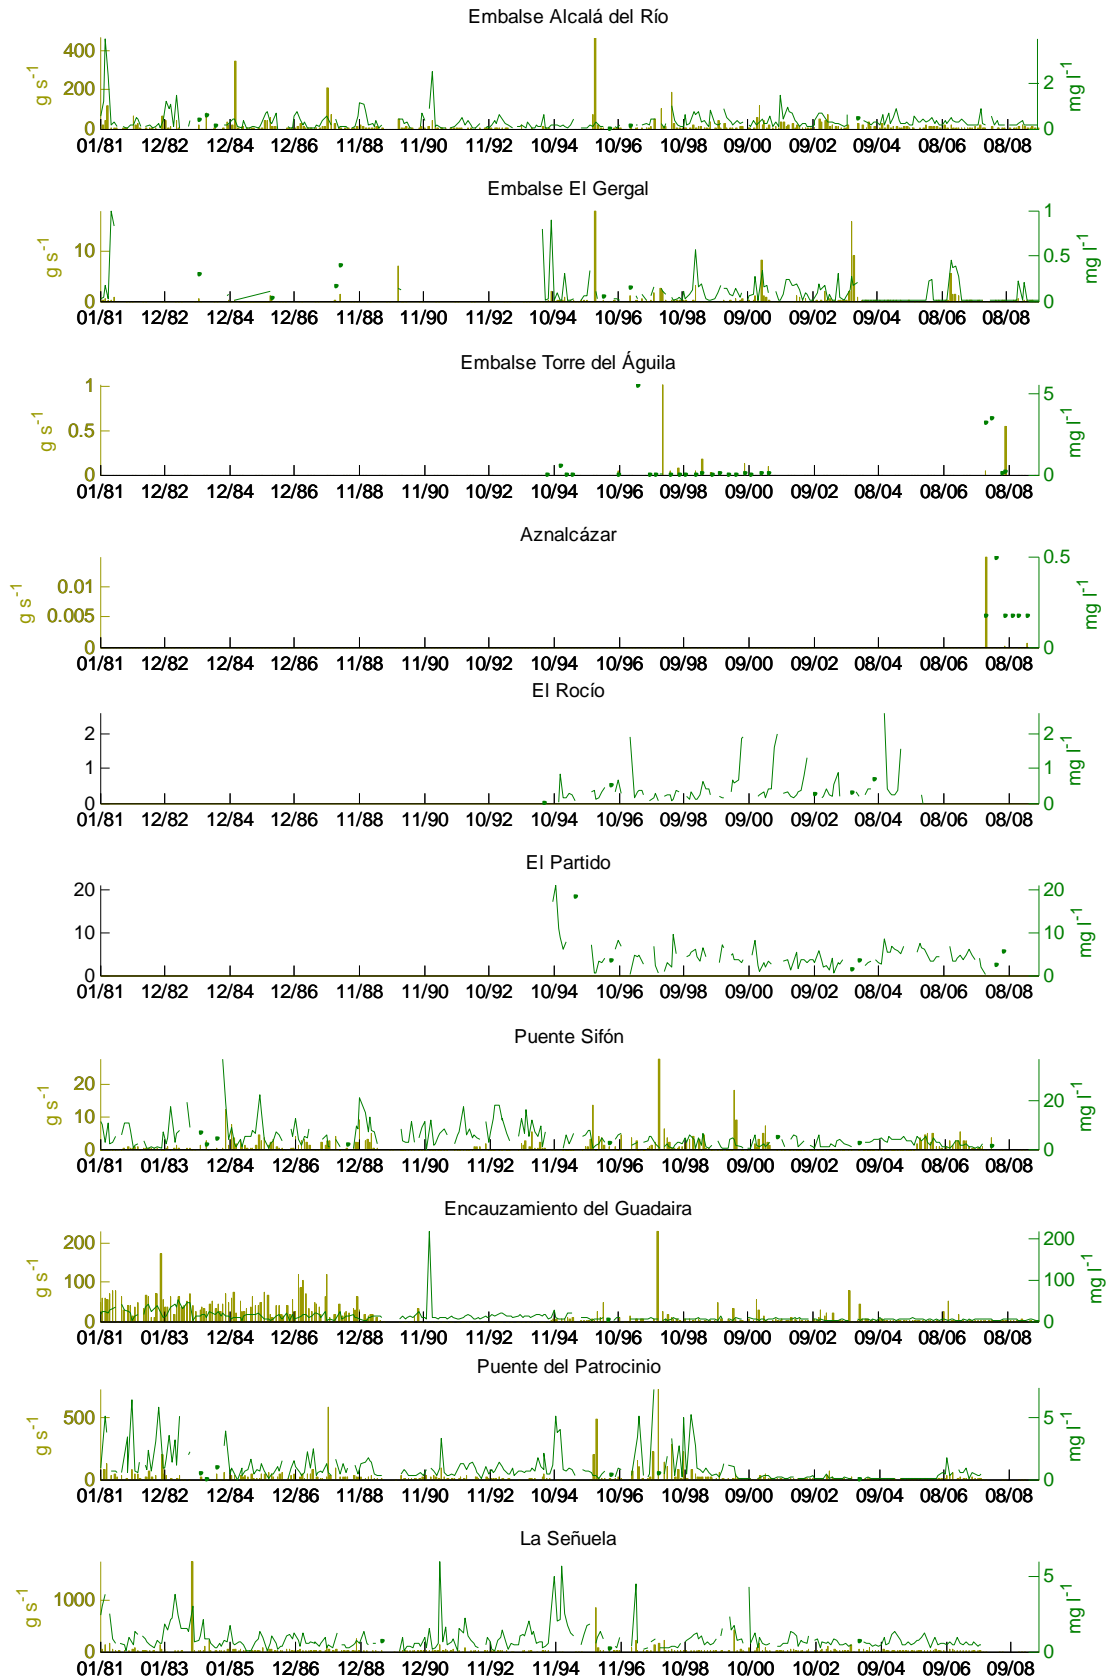 Embalse Alcalá del Río
400
200
0
g s-1
2
0
mg l-1
01/81 12/82 12/84 12/86 11/88 11/90 11/92 10/94 10/96 10/98 09/00 09/02 09/04 08/06 08/08
Embalse El Gergal
10
0
g s-1
1
0.5
0
mg l-1
01/81 12/82 12/84 12/86 11/88 11/90 11/92 10/94 10/96 09/98 09/00 09/02 08/04 08/06 08/08
Embalse Torre del Águila
1
0.5
0
g s-1
5
0
mg l-1
01/81 12/82 12/84 12/86 11/88 11/90 10/92 10/94 10/96 09/98 09/00 09/02 08/04 08/06 08/08
Aznalcázar
0.01
0.005
0
g s-1
0.5
0
mg l-1
01/81 12/82 12/84 12/86 11/88 11/90 10/92 10/94 10/96 09/98 09/00 09/02 08/04 08/06 08/08
El Rocío
2
1
0
2
1
0
mg l-1
01/81 12/82 12/84 12/86 11/88 11/90 10/92 10/94 10/96 09/98 09/00 09/02 08/04 08/06 08/08
El Partido
20
10
0
20
10
0
mg l-1
01/81 12/82 12/84 12/86 11/88 11/90 10/92 10/94 10/96 09/98 09/00 09/02 08/04 08/06 08/08
Puente Sifón
20
10
0
g s-1
20
0
mg l-1
01/81 01/83 12/84 12/86 12/88 11/90 11/92 11/94 10/96 10/98 09/00 09/02 09/04 09/06 08/08
Encauzamiento del Guadaira
200
100
0
g s-1
200
100
0
mg l-1
01/81 01/83 12/84 12/86 12/88 11/90 11/92 10/94 10/96 10/98 09/00 09/02 09/04 08/06 08/08
Puente del Patrocinio
500
0
g s-1
5
0
mg l-1
01/81 12/82 12/84 12/86 11/88 11/90 11/92 10/94 10/96 10/98 09/00 09/02 09/04 08/06 08/08
La Señuela
1000
0
g s-1
5
0
mg l-1
01/81 01/83 01/85 12/86 12/88 12/90 11/92 11/94 11/96 10/98 10/00 10/02 09/04 09/06 09/08